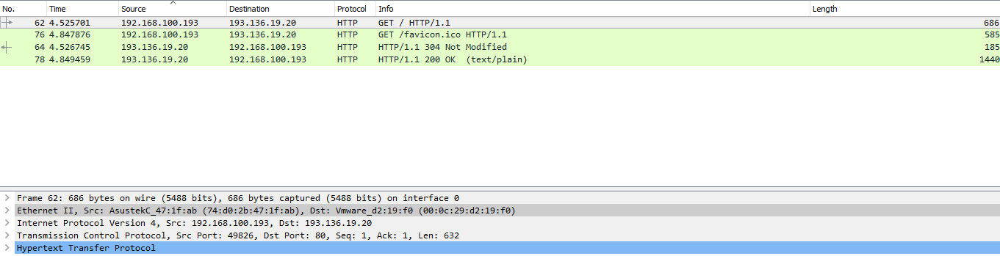 No. Time Source Destination Protocol Info Length
62 4.525701 192.168.100.193 193.136.19.20 HTTP GET / HTTP/1.1 686
76 4.847876 192.168.100.193 193.136.19.20 HTTP GET /favicon.ico HTTP/1.1 585
64 4.526745 193.136.19.20 192.168.100.193 HTTP HTTP/1.1 304 Not Modified 185
78 4.849459 193.136.19.20 192.168.100.193 HTTP HTTP/1.1 200 OK (text/plain) 1440
Frame 62: 686 bytes on wire (5488 bits), 686 bytes captured (5488 bits) on interface 0
Ethernet II, Src: AsustekC_47:1f:ab (74:d0:2b:47:1f:ab), Dst: Vmware_d2:19:f0 (00:0c:29:d2:19:f0)
Internet Protocol Version 4, Src: 192.168.100.193, Dst: 193.136.19.20
Transmission Control Protocol, Src Port: 49826, Dst Port: 80, Seq: 1, Ack: 1, Len: 632
Hypertext Transfer Protocol